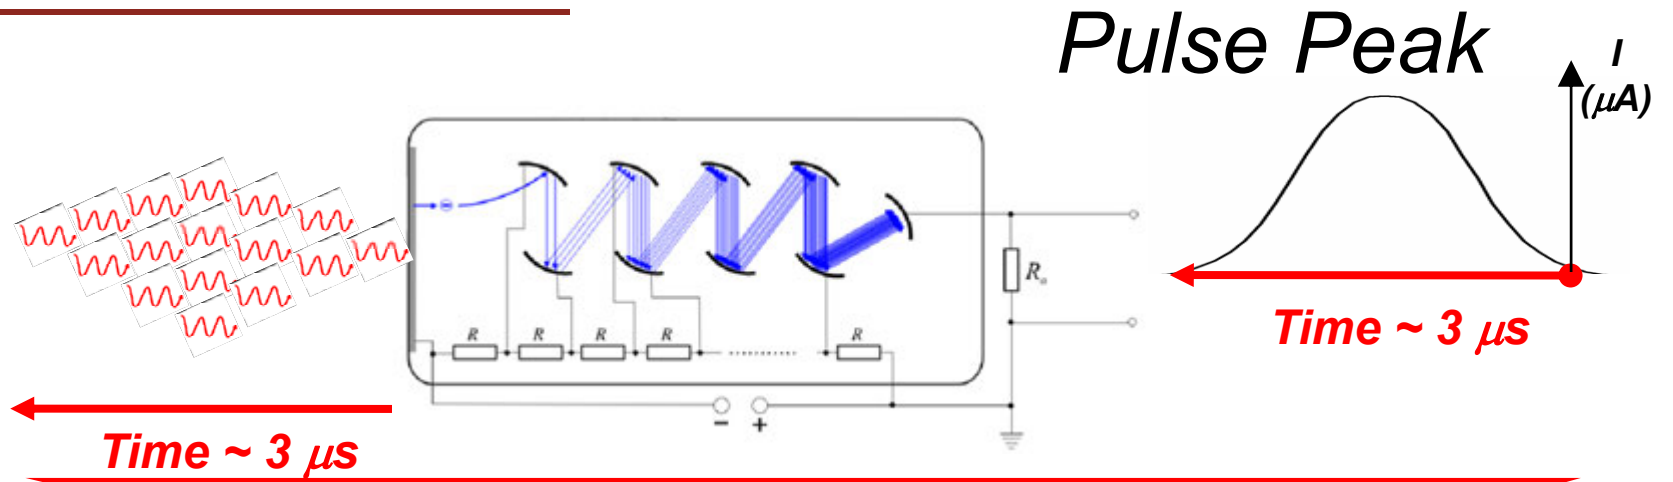 Pulse Peak
I
(μA)
R R R R R
Rₐ
− +
Time ~ 3 μs
Time ~ 3 μs